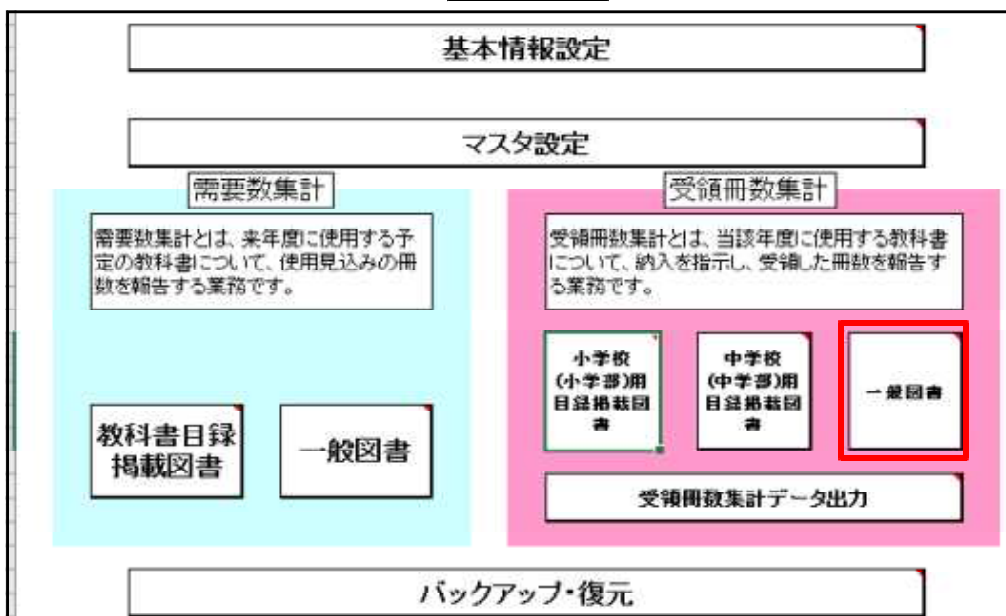 基本情報設定
マスタ設定
需要数集計
需要数集計とは、来年度に使用する予
定の教科書について、使用見込みの冊
数を報告する業務です。
教科書目録
掲載図書
一般図書
受領冊数集計
受領冊数集計とは、当該年度に使用する教科書
について、納入を指示し、受領した冊数を報告す
る業務です。
小学校
(小学部)用
目録掲載図
書
中学校
(中学部)用
目録掲載図
書
一般図書
受領冊数集計データ出力
バックアップ・復元